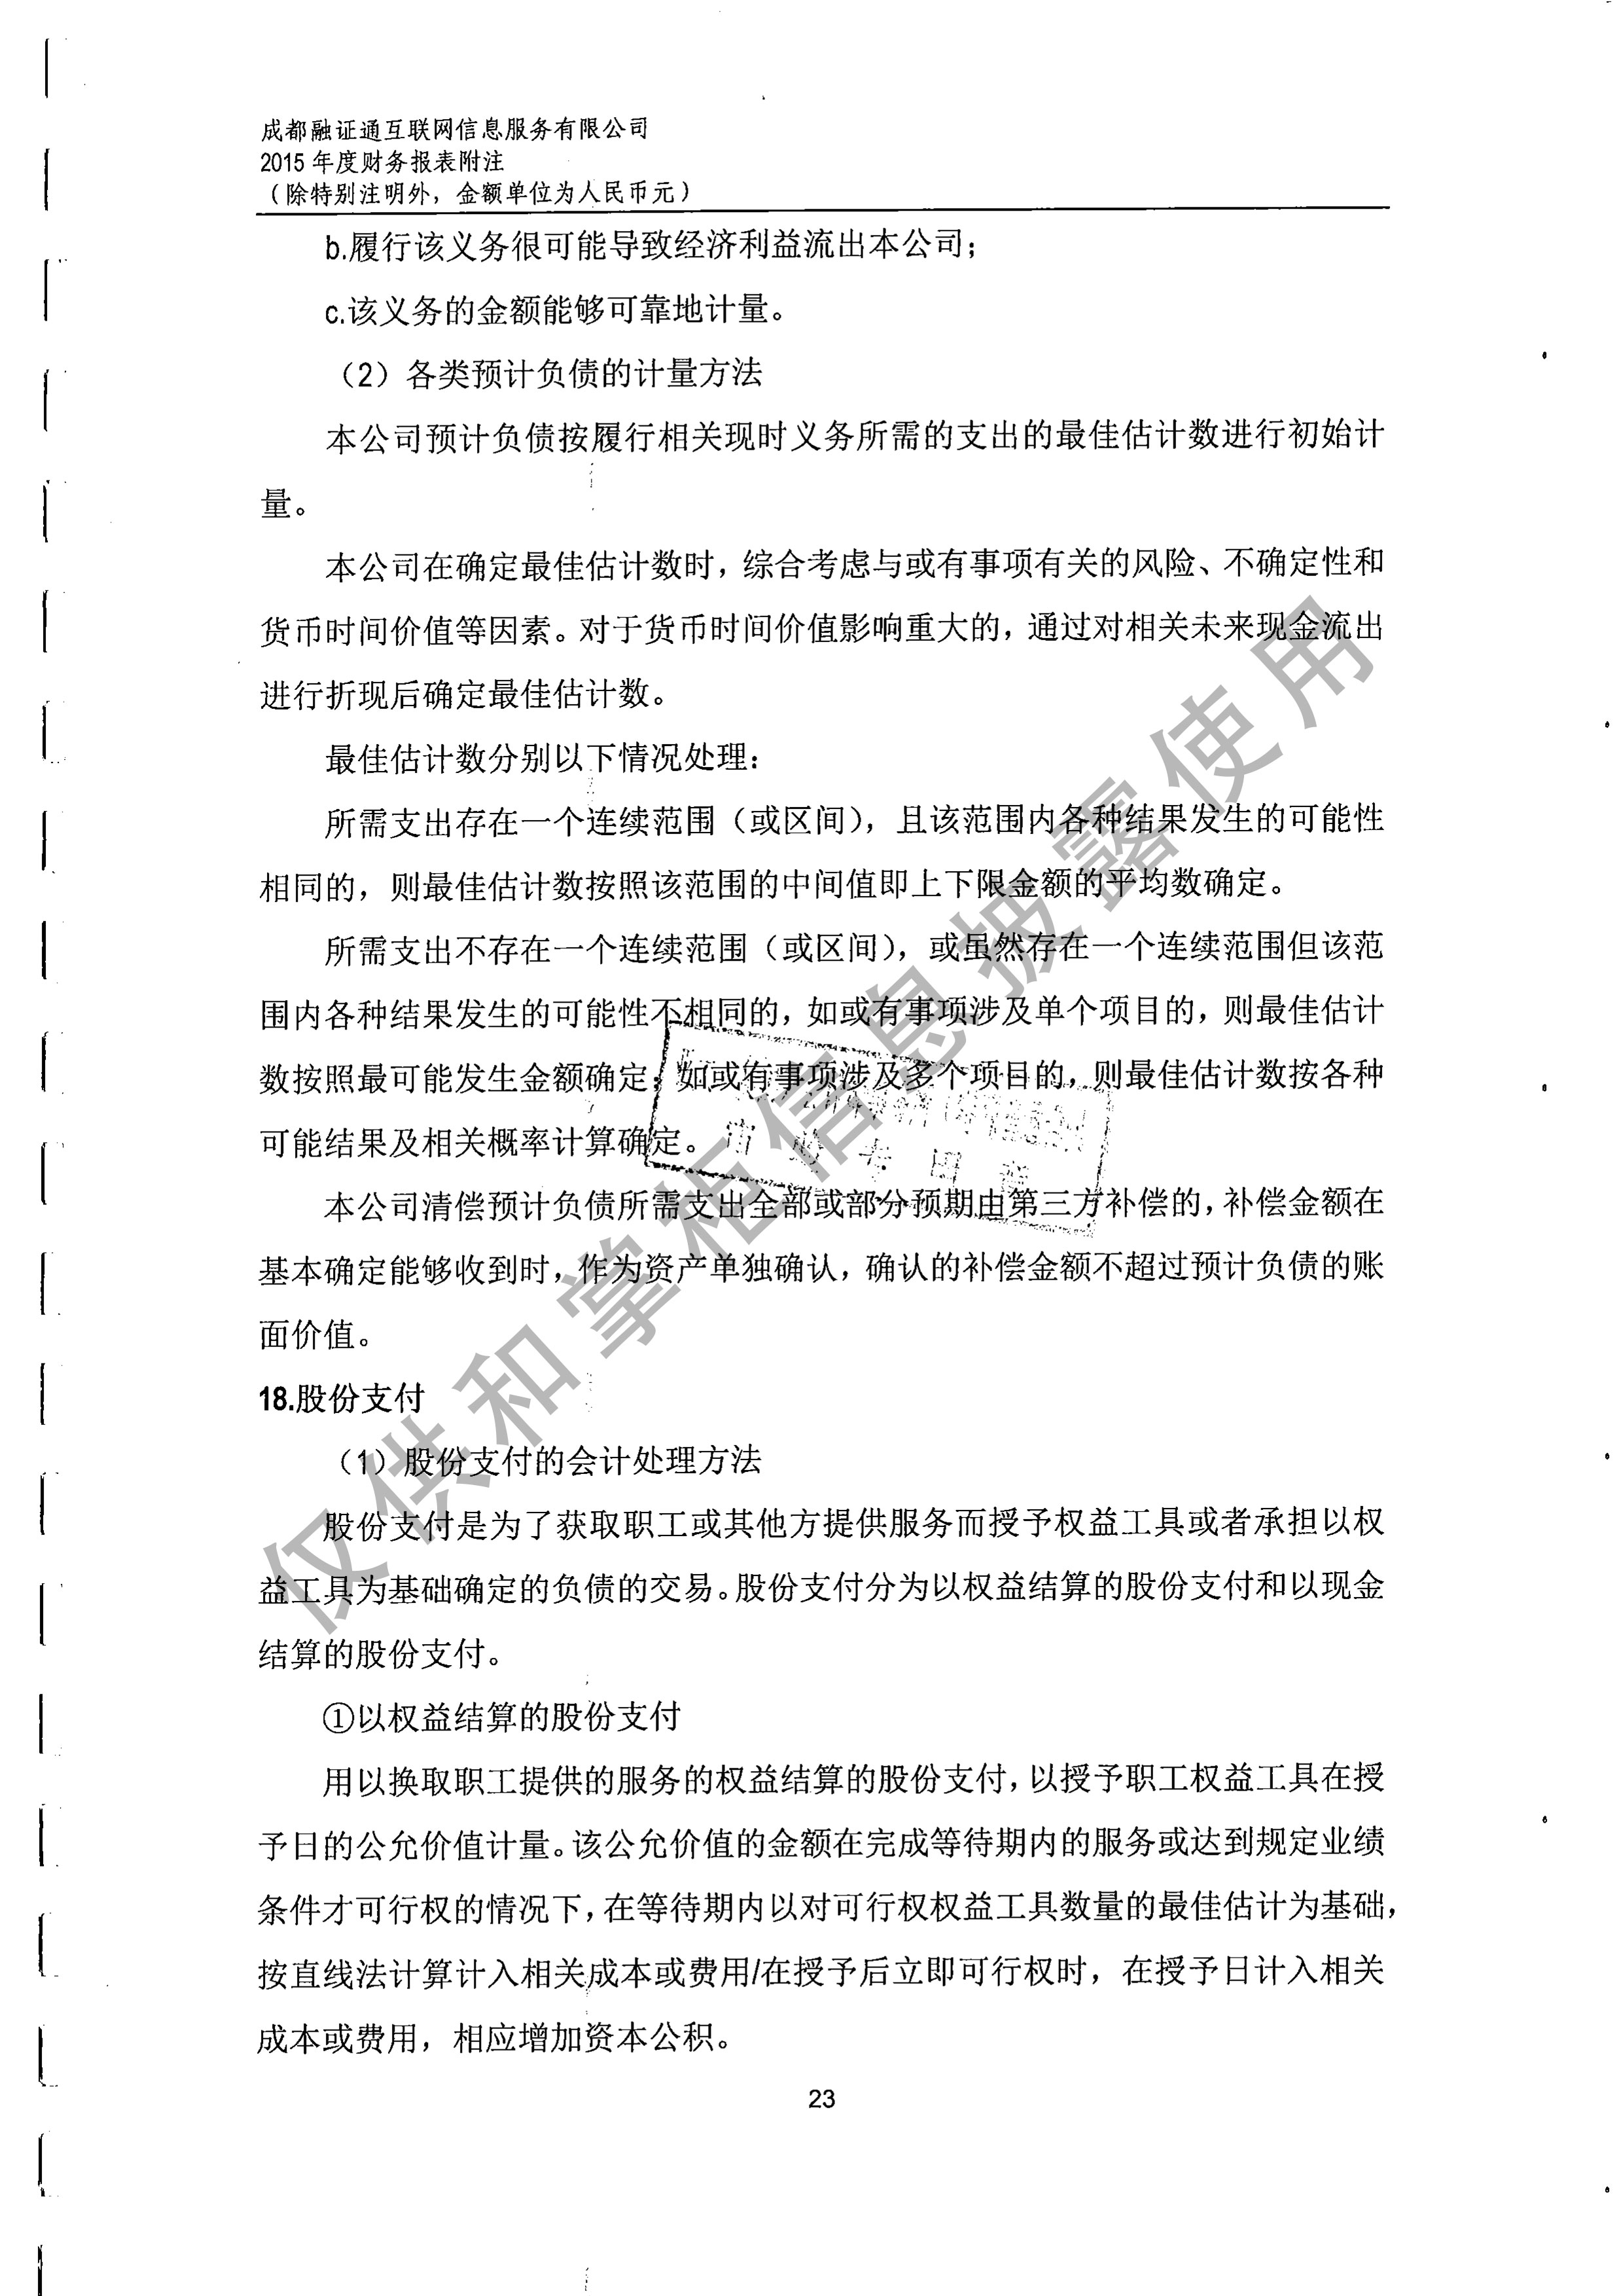 成都融证通互联网信息服务有限公司
2015 年度财务报表附注
（除特别注明外，金额单位为人民币元）
b.履行该义务很可能导致经济利益流出本公司；
c.该义务的金额能够可靠地计量。
（2）各类预计负债的计量方法
本公司预计负债按履行相关现时义务所需的支出的最佳估计数进行初始计
量。
本公司在确定最佳估计数时，综合考虑与或有事项有关的风险、不确定性和
货币时间价值等因素。对于货币时间价值影响重大的，通过对相关未来现金流出
进行折现后确定最佳估计数。
最佳估计数分别以下情况处理：
所需支出存在一个连续范围（或区间），且该范围内各种结果发生的可能性
相同的，则最佳估计数按照该范围的中间值即上下限金额的平均数确定。
所需支出不存在一个连续范围（或区间），或虽然存在一个连续范围但该范
围内各种结果发生的可能性不相同的，如或有事项涉及单个项目的，则最佳估计
数按照最可能发生金额确定；如或有事项涉及多个项目的，则最佳估计数按各种
可能结果及相关概率计算确定。
本公司清偿预计负债所需支出全部或部分预期由第三方补偿的，补偿金额在
基本确定能够收到时，作为资产单独确认，确认的补偿金额不超过预计负债的账
面价值。
18.股份支付
（1）股份支付的会计处理方法
股份支付是为了获取职工或其他方提供服务而授予权益工具或者承担以权
益工具为基础确定的负债的交易。股份支付分为以权益结算的股份支付和以现金
结算的股份支付。
①以权益结算的股份支付
用以换取职工提供的服务的权益结算的股份支付，以授予职工权益工具在授
予日的公允价值计量。该公允价值的金额在完成等待期内的服务或达到规定业绩
条件才可行权的情况下，在等待期内以对可行权权益工具数量的最佳估计为基础，
按直线法计算计入相关成本或费用/在授予后立即可行权时，在授予日计入相关
成本或费用，相应增加资本公积。
23
仅供和掌柜信息披露使用